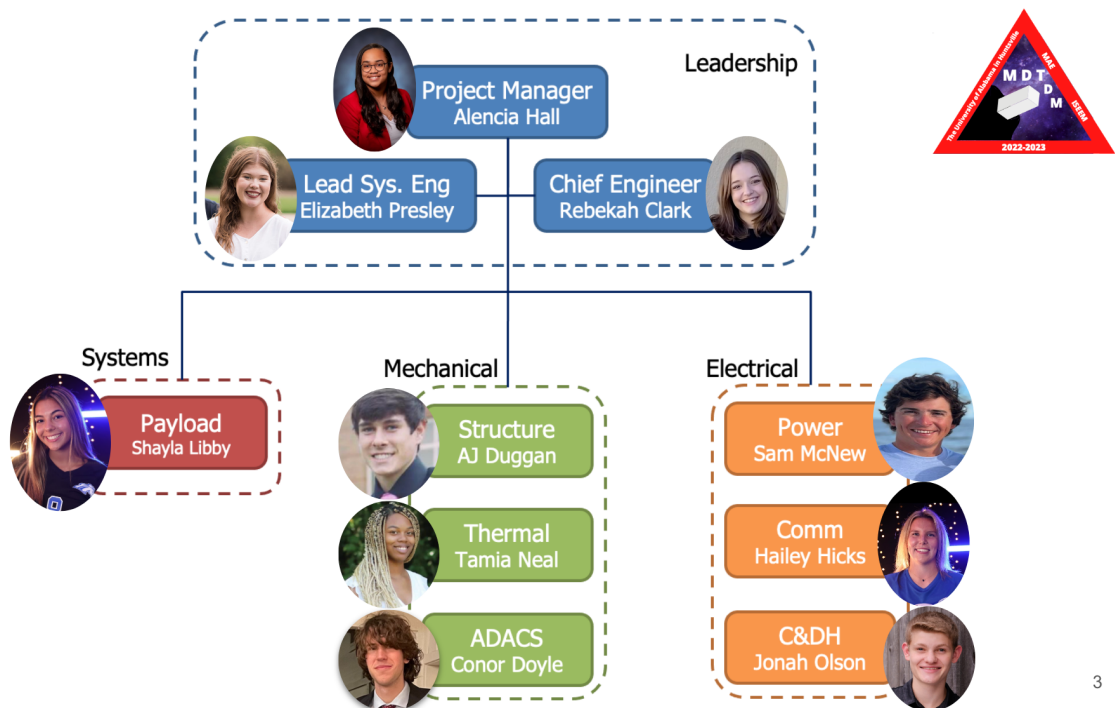 Leadership
Project Manager
Alencia Hall
Lead Sys. Eng
Elizabeth Presley
Chief Engineer
Rebekah Clark
The University of Alabama in Huntsville
MAE
ISEEM
MDT
D
M
2022-2023
Systems
Payload
Shayla Libby
Mechanical
Structure
AJ Duggan
Thermal
Tamia Neal
ADACS
Conor Doyle
Electrical
Power
Sam McNew
Comm
Hailey Hicks
C&DH
Jonah Olson
3